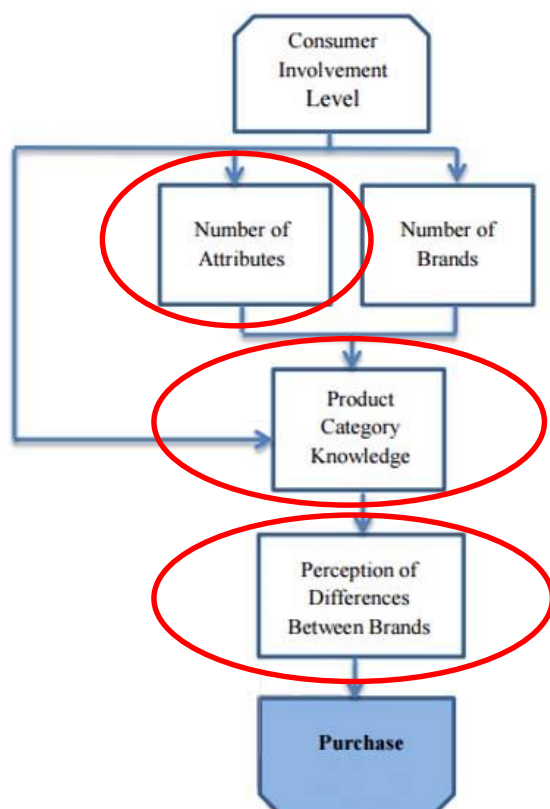 Consumer
Involvement
Level
Number of
Attributes
Number of
Brands
Product
Category
Knowledge
Perception of
Differences
Between Brands
Purchase